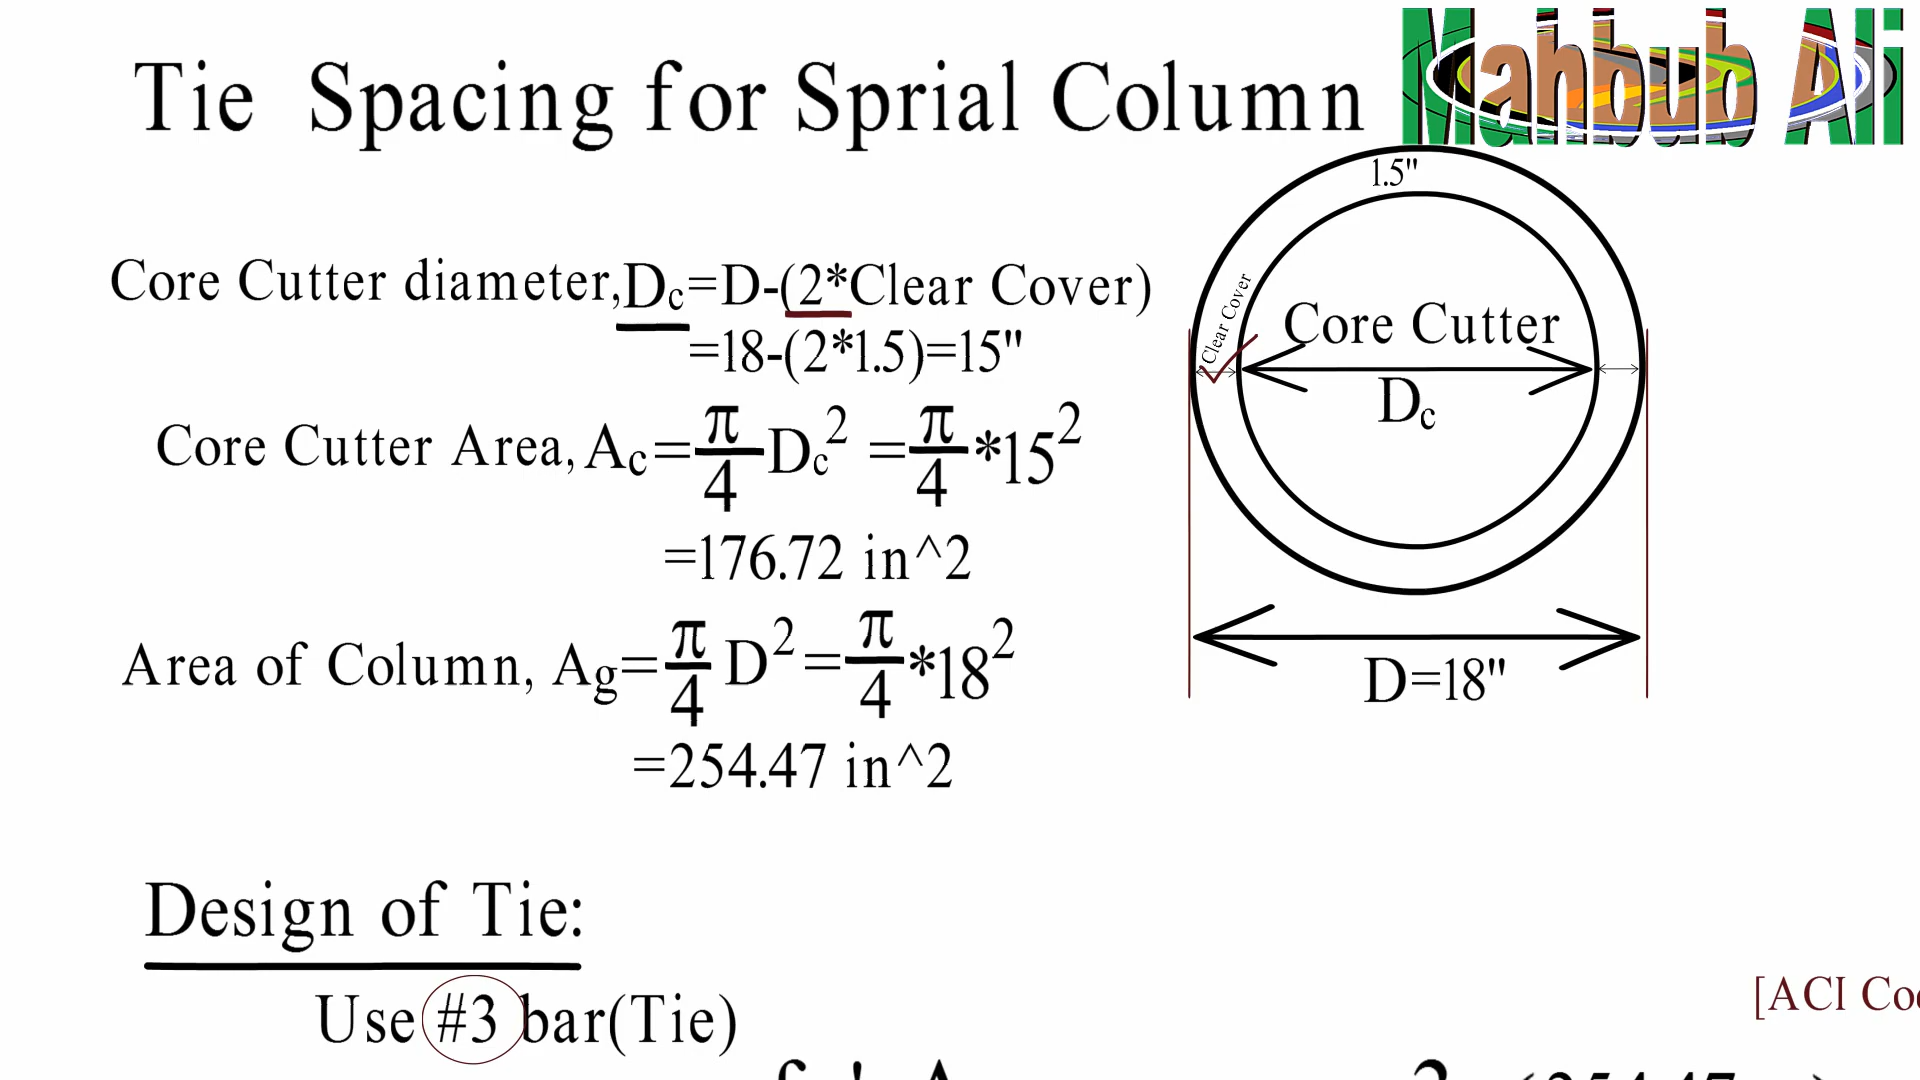 Tie Spacing for Sprial Column
Mahbub Ali
1.5"
Core Cutter diameter, Dc=D-(2*Clear Cover)
=18-(2*1.5)=15"
Clear Cover
Core Cutter
Dc
Core Cutter Area, Ac=π/4 Dc^2 =π/4*15^2
=176.72 in^2
Area of Column, Ag=π/4 D^2=π/4*18^2
D=18"
=254.47 in^2
Design of Tie:
[ACI
Use #3 bar(Tie)